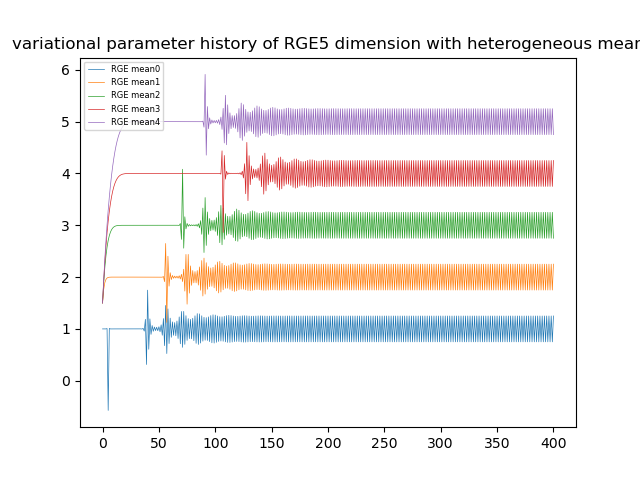 variational parameter history of RGE5 dimension with heterogeneous mear
RGE mean0
RGE mean1
RGE mean2
RGE mean3
RGE mean4
6
5
4
3
2
1
0
0 50 100 150 200 250 300 350 400